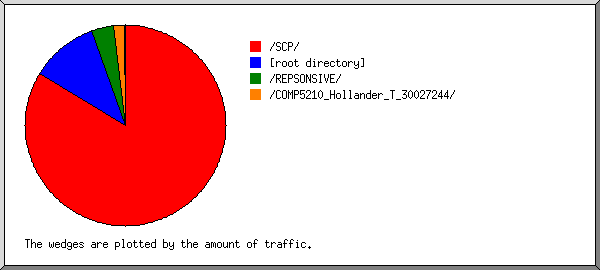 /SCP/
[root directory]
/REPSONSIVE/
/COMP5210_Hollander_T_30027244/
The wedges are plotted by the amount of traffic.